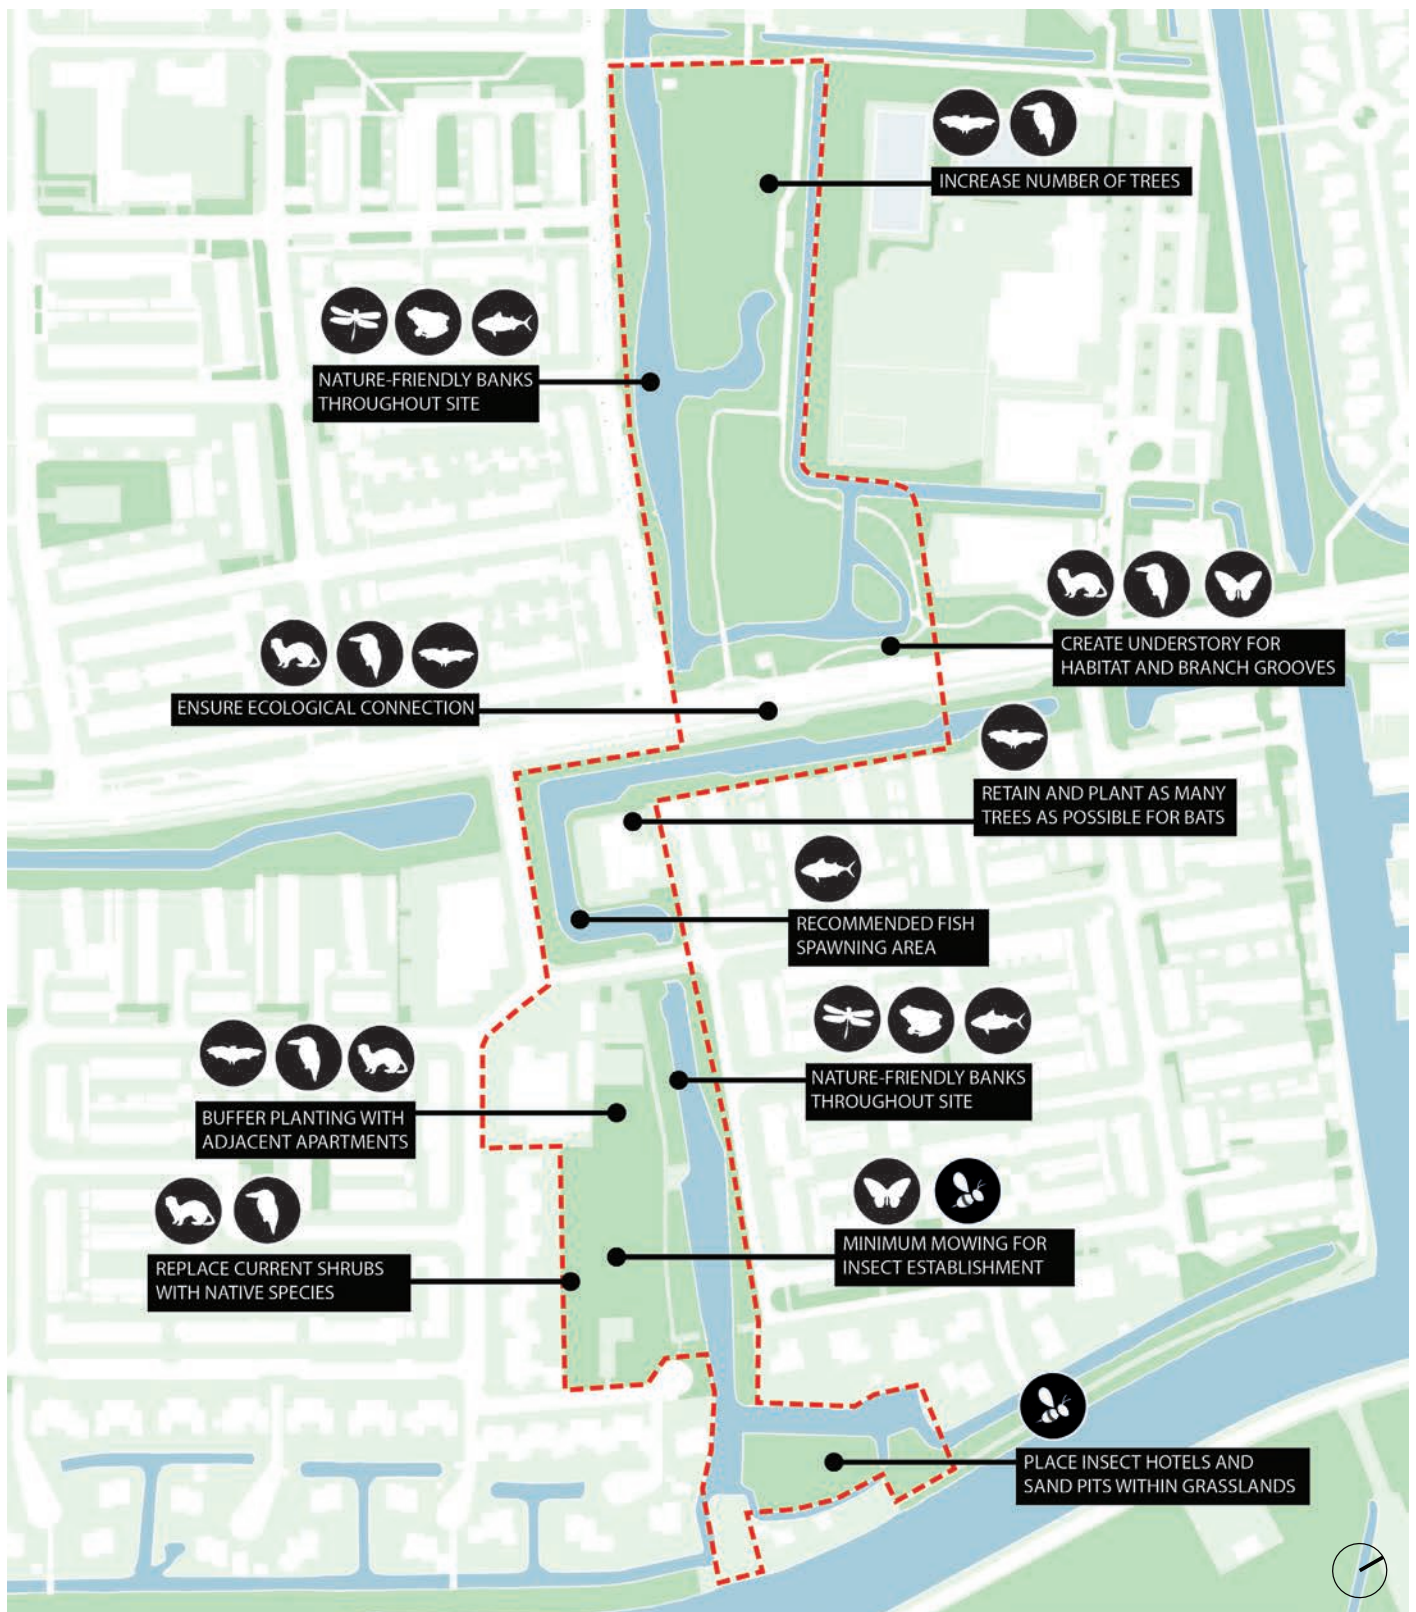 INCREASE NUMBER OF TREES
NATURE-FRIENDLY BANKS
THROUGHOUT SITE
CREATE UNDERSTORY FOR
HABITAT AND BRANCH GROOVES
ENSURE ECOLOGICAL CONNECTION
RETAIN AND PLANT AS MANY
TREES AS POSSIBLE FOR BATS
RECOMMENDED FISH
SPAWNING AREA
NATURE-FRIENDLY BANKS
THROUGHOUT SITE
BUFFER PLANTING WITH
ADJACENT APARTMENTS
MINIMUM MOWING FOR
INSECT ESTABLISHMENT
REPLACE CURRENT SHRUBS
WITH NATIVE SPECIES
PLACE INSECT HOTELS AND
SAND PITS WITHIN GRASSLANDS